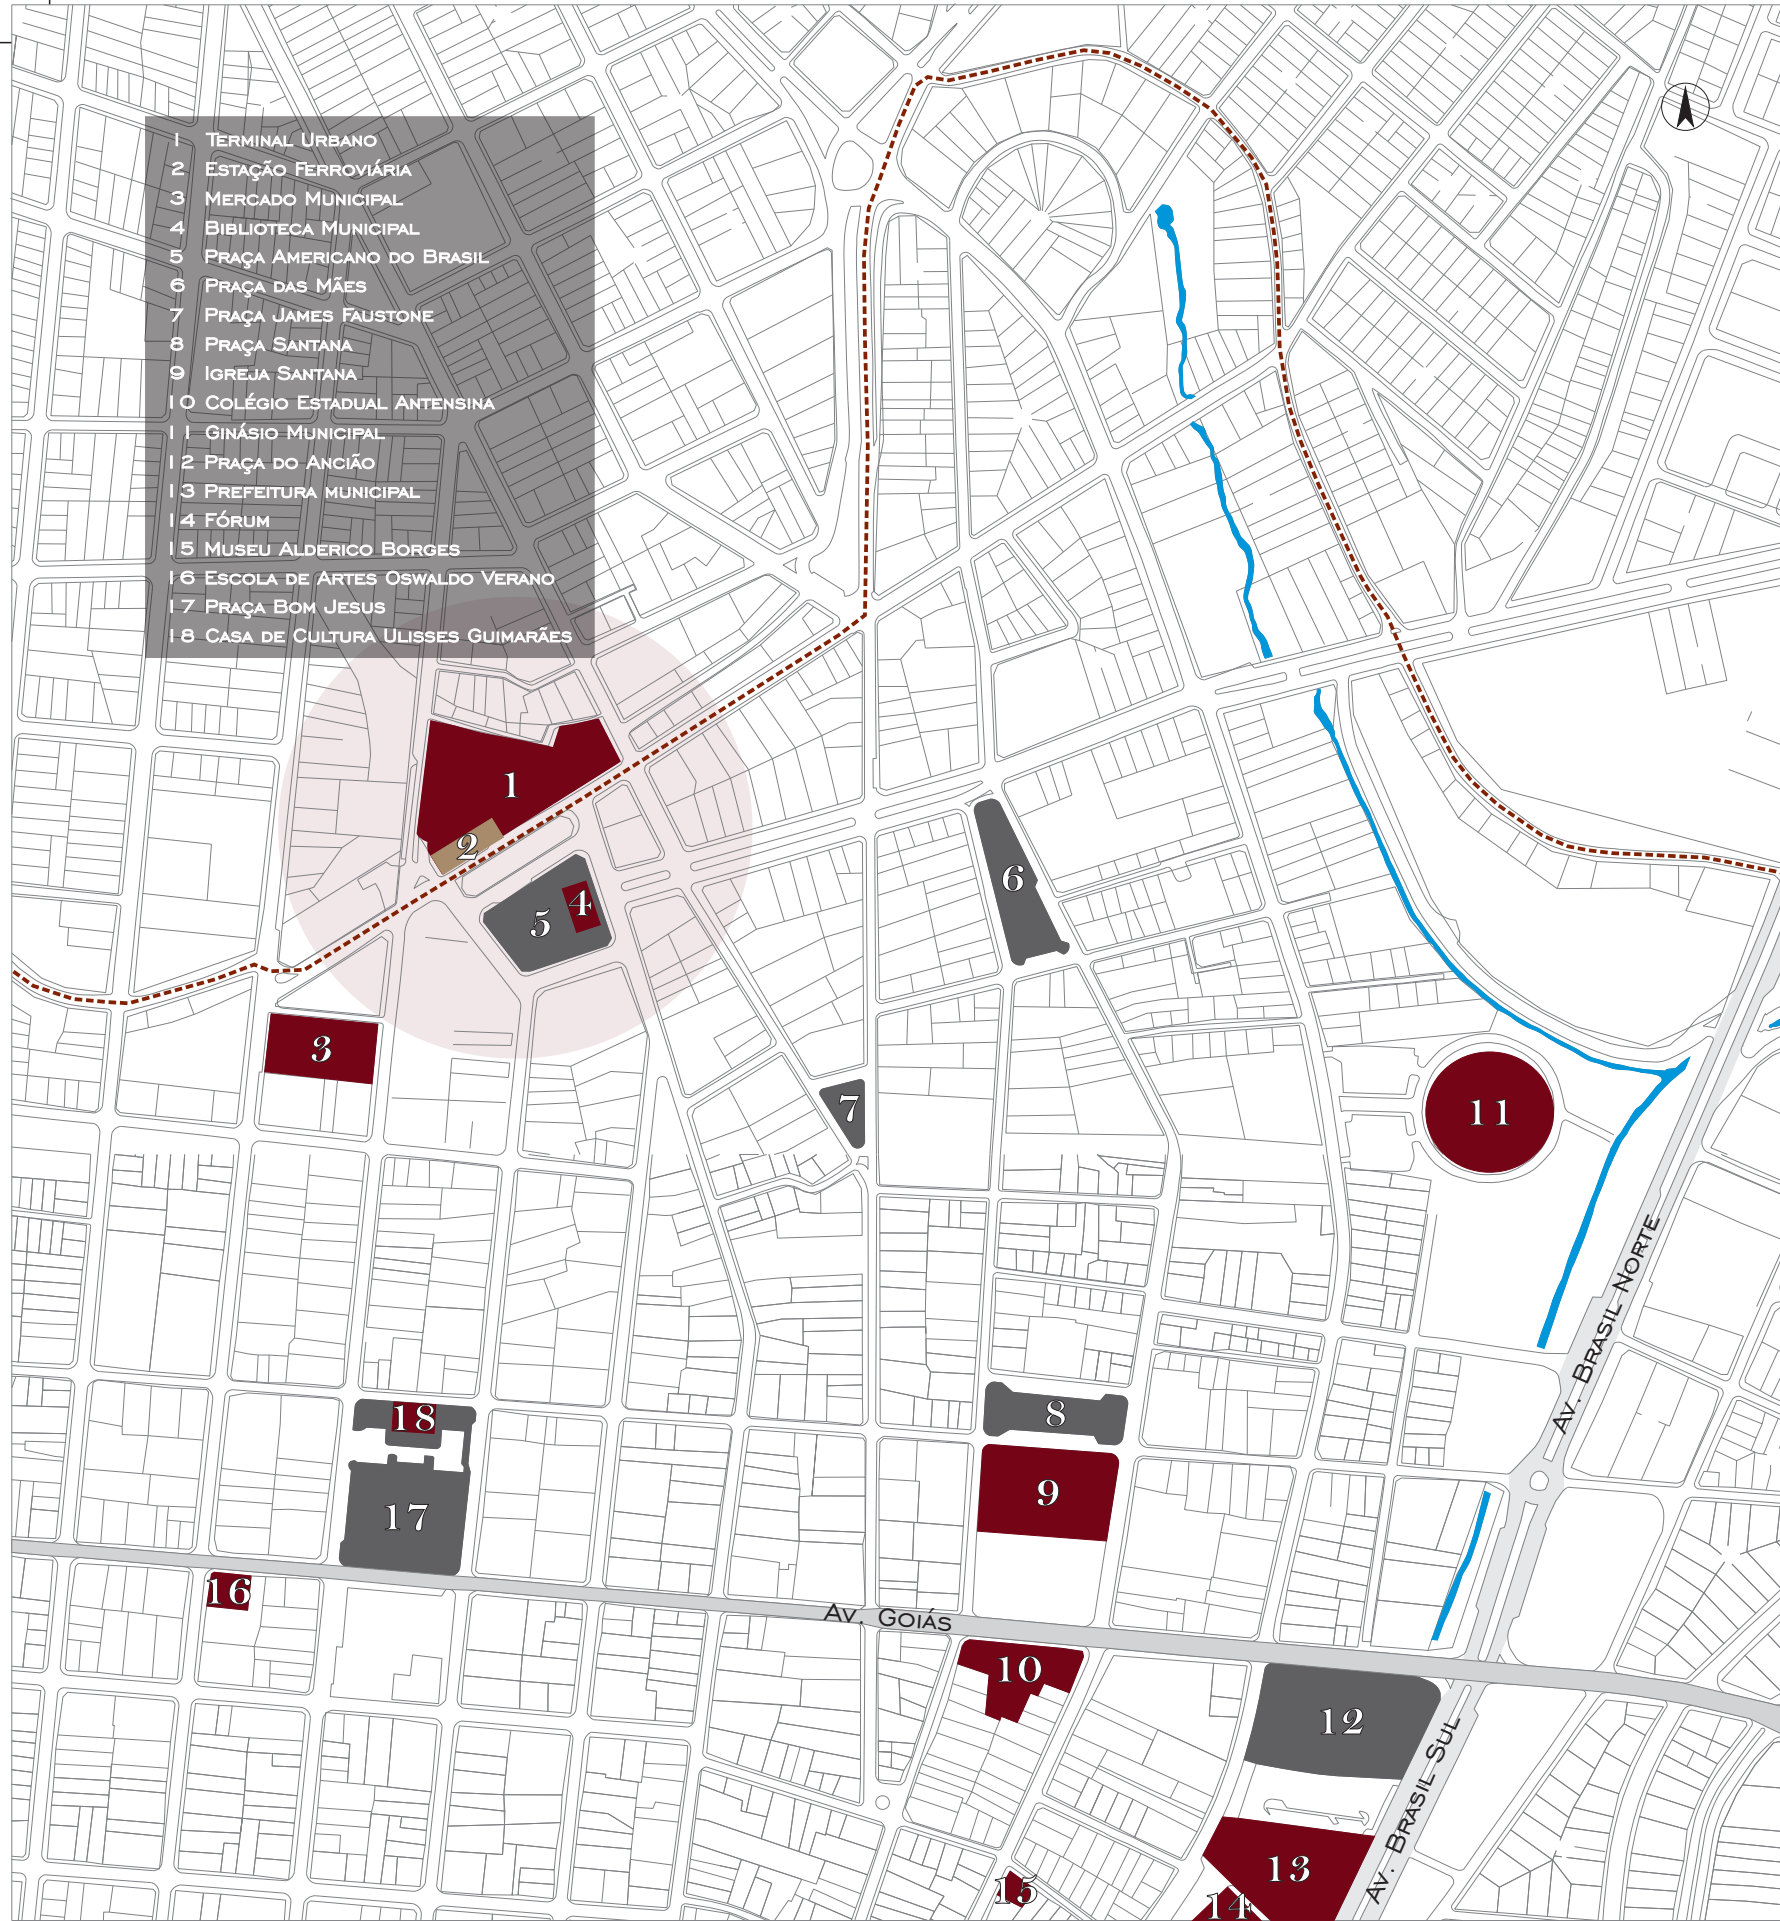 1 Terminal Urbano
2 Estação Ferroviária
3 Mercado Municipal
4 Biblioteca Municipal
5 Praça Americano do Brasil
6 Praça das Mães
7 Praça James Faustone
8 Praça Santana
9 Igreja Santana
10 Colégio Estadual Antensina
11 Ginásio Municipal
12 Praça do Ancião
13 Prefeitura municipal
14 Fórum
15 Museu Alderico Borges
16 Escola de Artes Oswaldo Verano
17 Praça Bom Jesus
18 Casa de Cultura Ulisses Guimarães
1
2
4
5
6
3
7
11
Av. Brasil Norte
18
8
9
17
16
Av. Goiás
10
12
Av. Brasil Sul
13
15
14